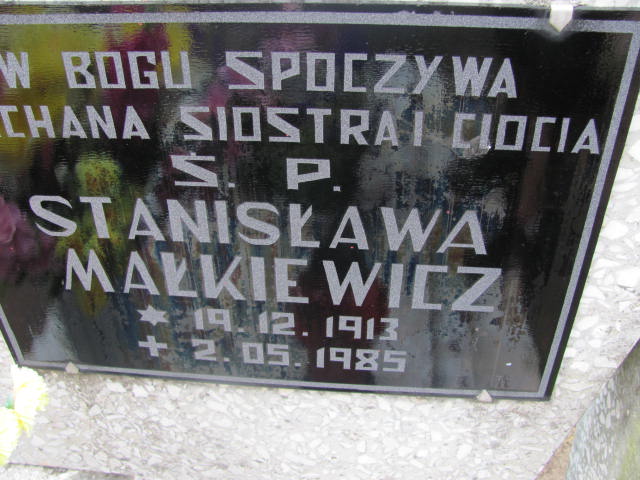 W BOGU SPOCZYWA
CHANA SIOSTRA I CIOCIA
Ś. P.
STANISŁAWA
MAŁKIEWICZ
★ 19.12.1913
+ 2.05.1985